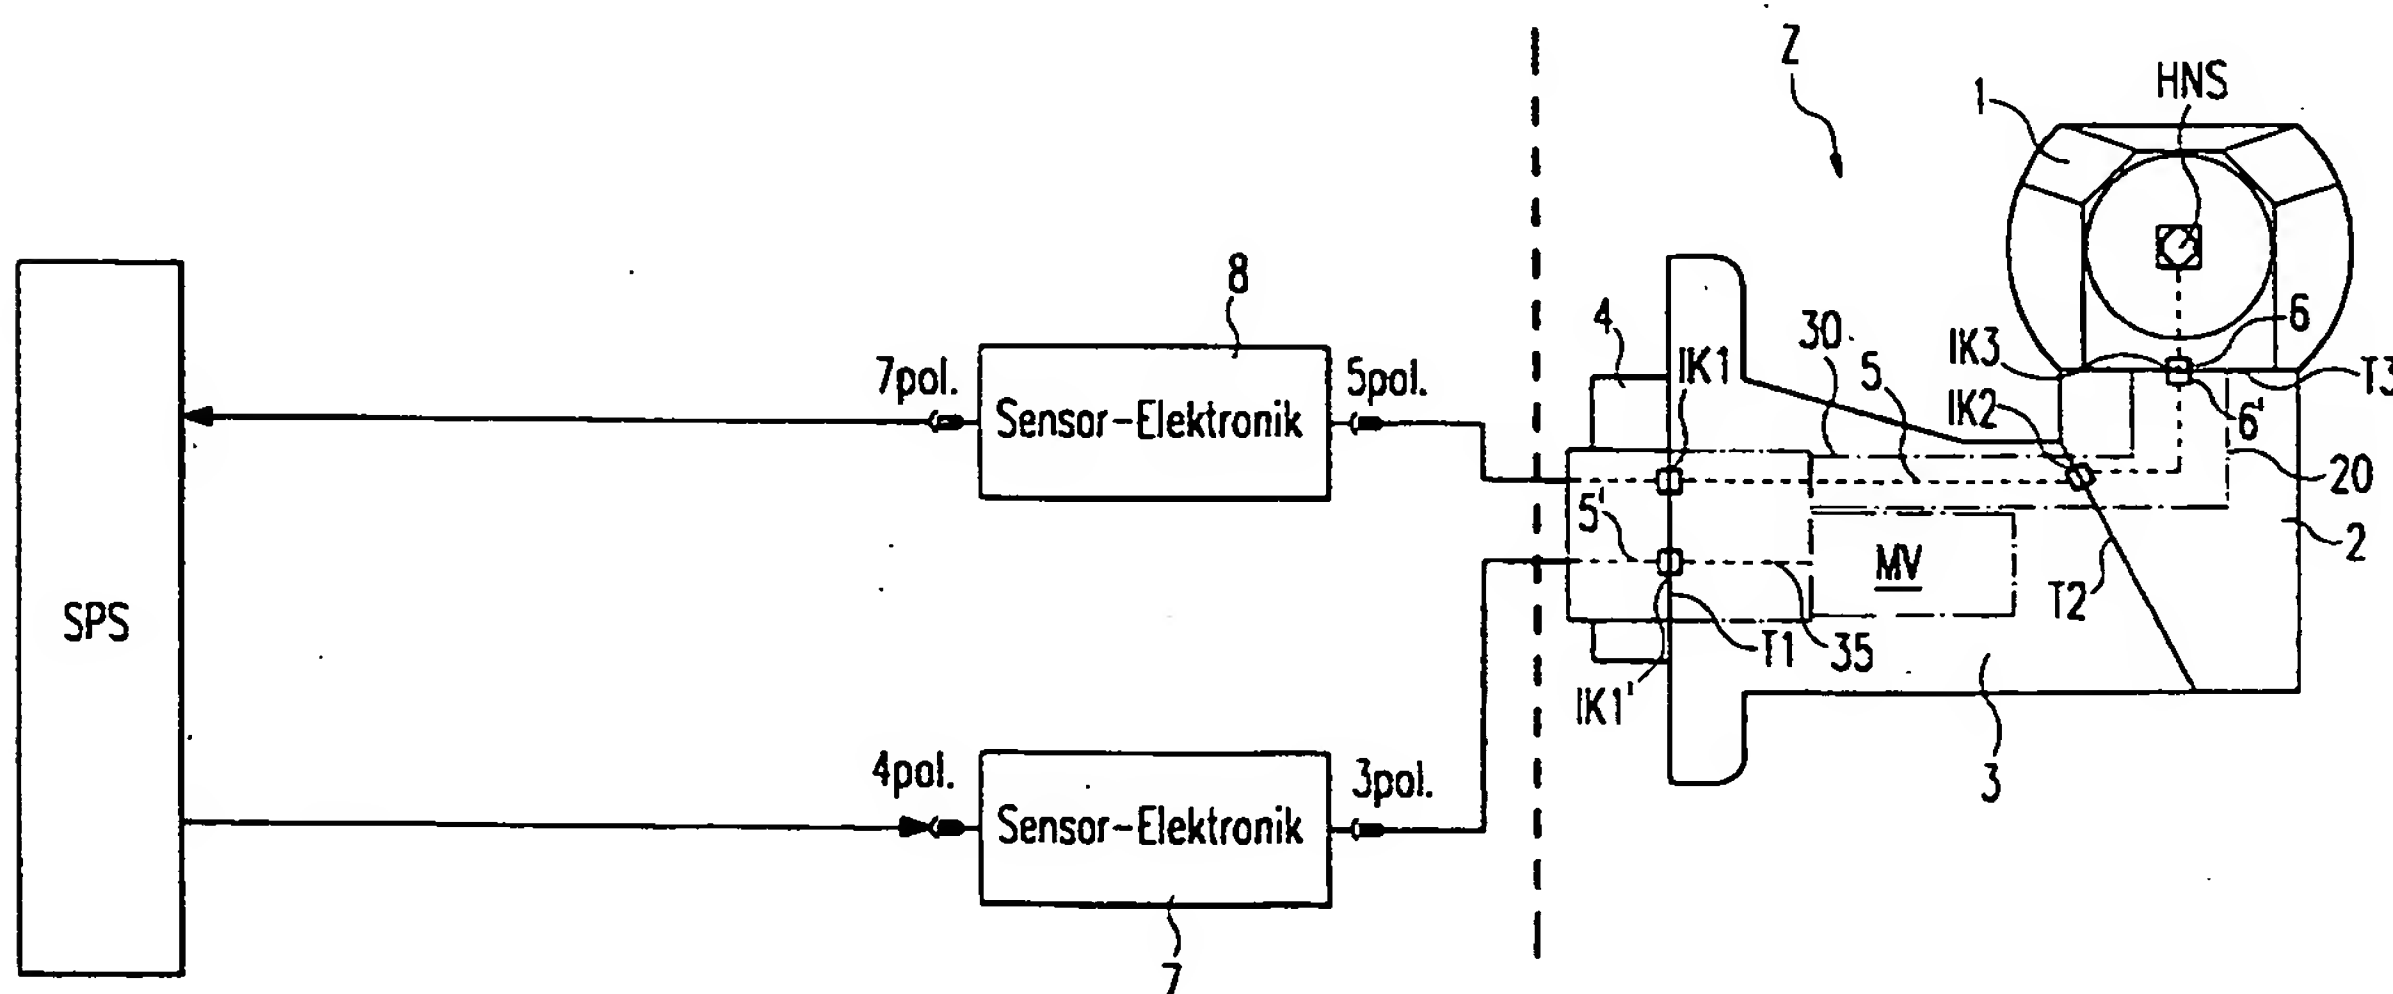 Z
HNS
1
8
4
IK1
30
5
IK3
6
7pol.
5pol.
IK2
6'
T3
Sensor-Elektronik
5'
20
2
MV
SPS
T2
T1
35
IK1'
3
4pol.
3pol.
Sensor-Elektronik
7